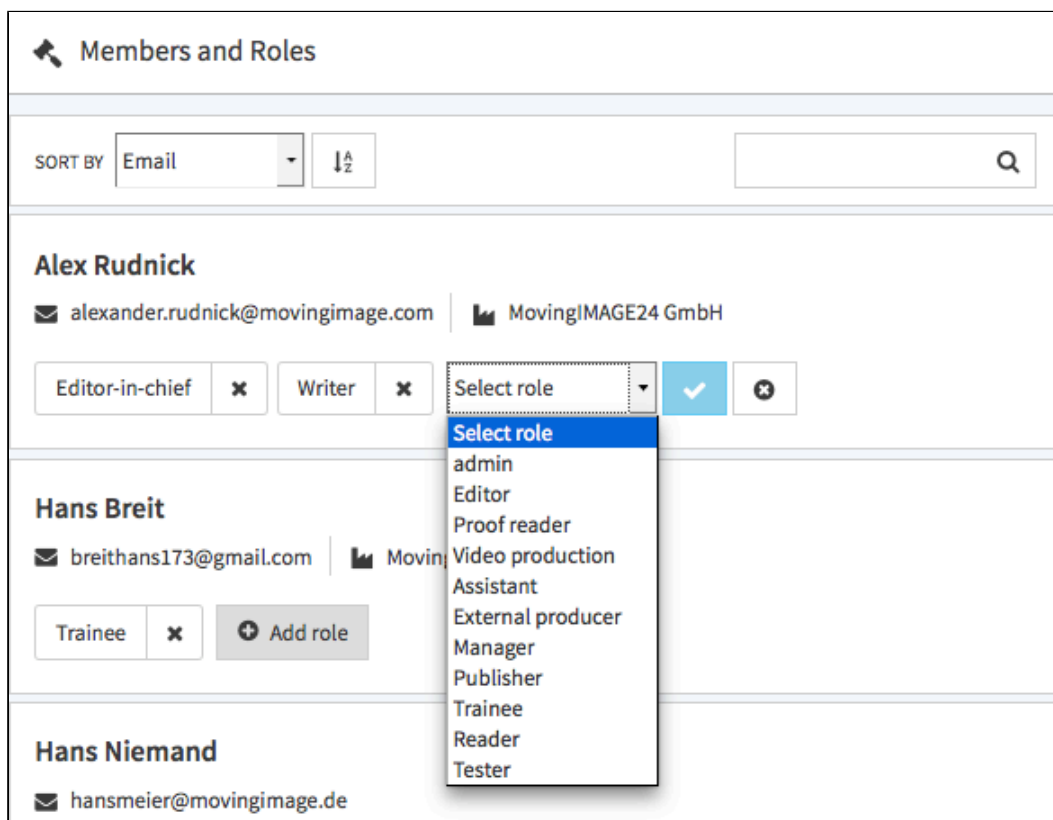 Members and Roles
SORT BY Email
Alex Rudnick
alexander.rudnick@movingimage.com MovingIMAGE24 GmbH
Editor-in-chief Writer Select role
Select role
admin
Editor
Proof reader
Video production
Assistant
External producer
Manager
Publisher
Trainee
Reader
Tester
Hans Breit
breithans173@gmail.com Moving
Trainee Add role
Hans Niemand
hansmeier@movingimage.de